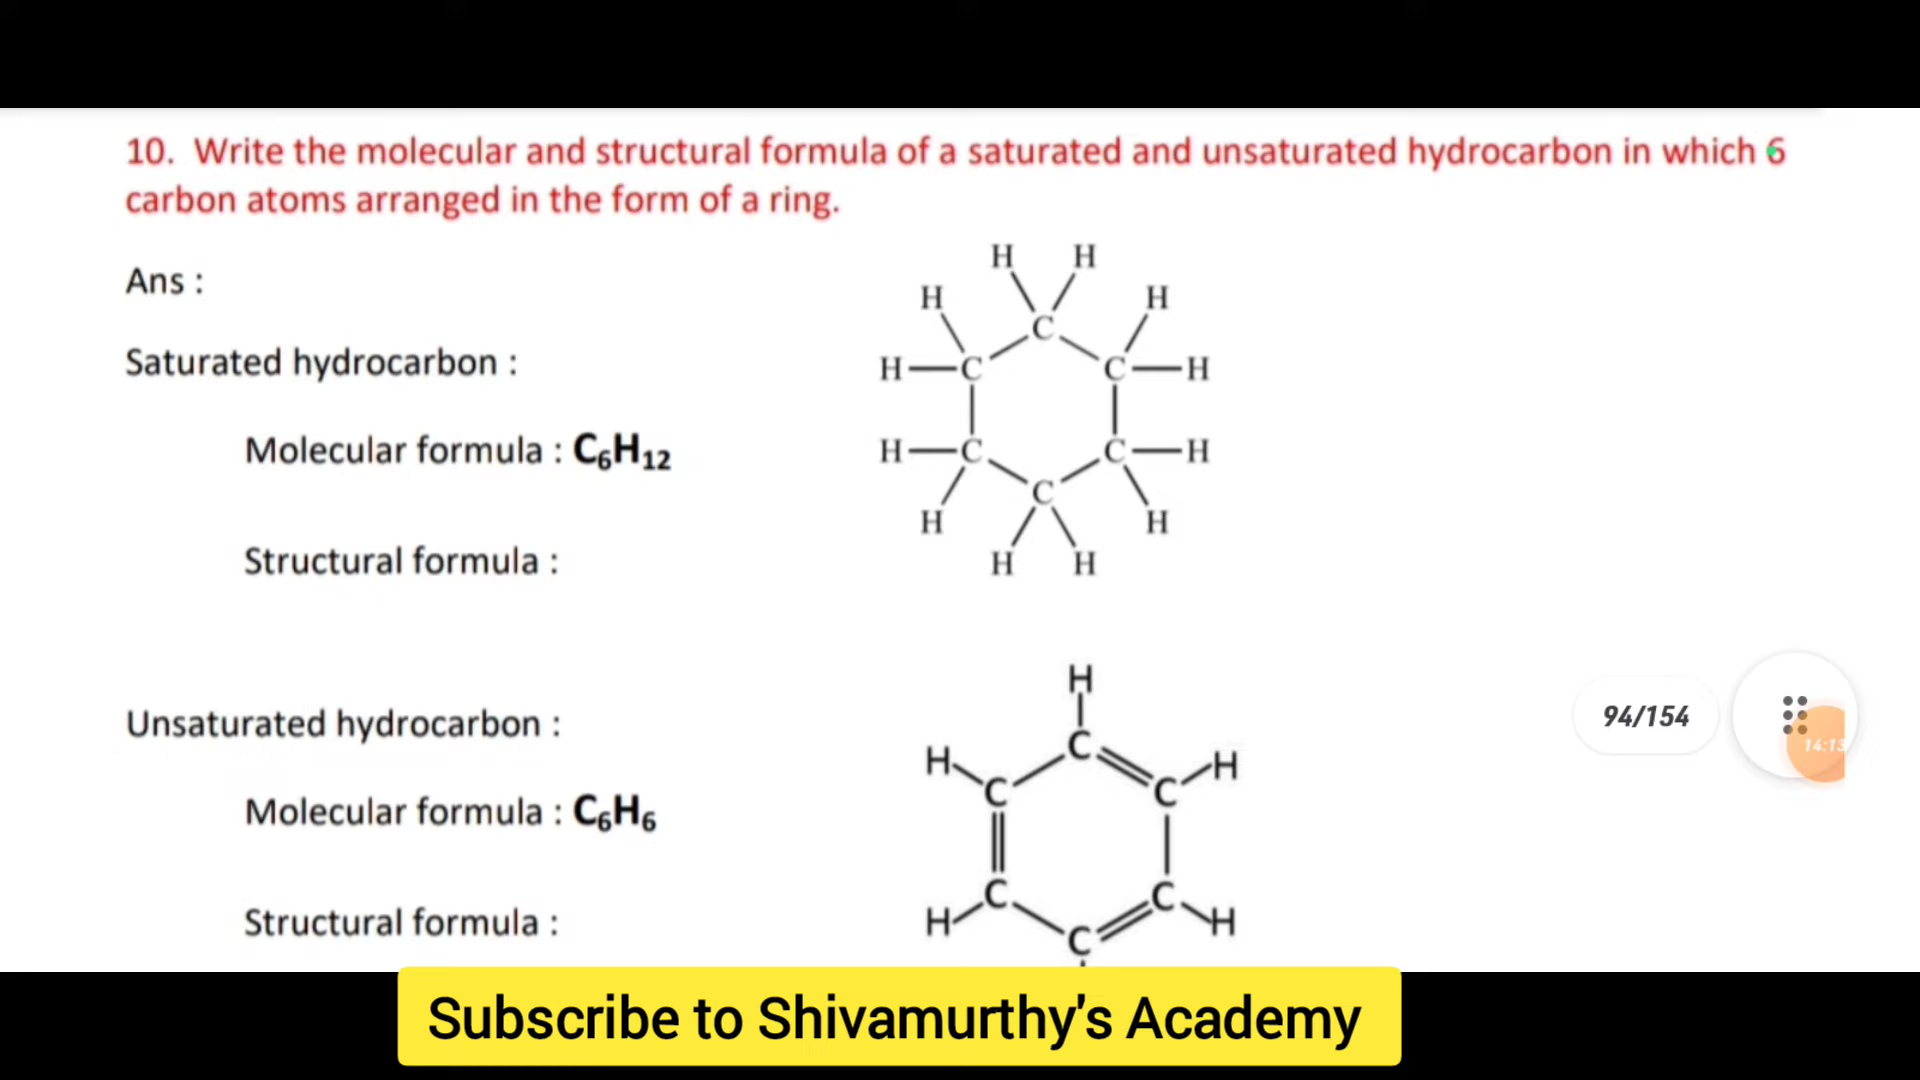 10. Write the molecular and structural formula of a saturated and unsaturated hydrocarbon in which 6
carbon atoms arranged in the form of a ring.
Ans :
Saturated hydrocarbon :
Molecular formula : C₆H₁₂
Structural formula :
H H
H C H
H C C H
H C C H
H C H
H H
Unsaturated hydrocarbon :
Molecular formula : C₆H₆
Structural formula :
H
H C H
C C
C C
H C H
94/154
14:13
Subscribe to Shivamurthy's Academy